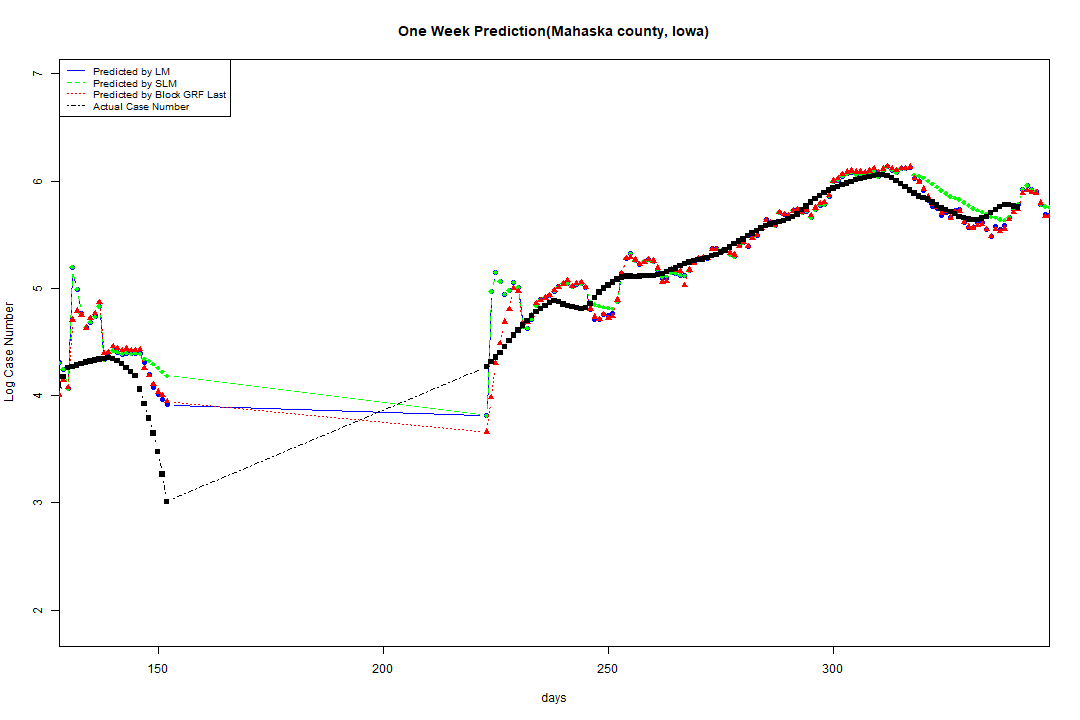 One Week Prediction(Mahaska county, Iowa)
Predicted by LM
Predicted by SLM
Predicted by Block GRF Last
Actual Case Number
Log Case Number
7
6
5
4
3
2
150 200 250 300
days